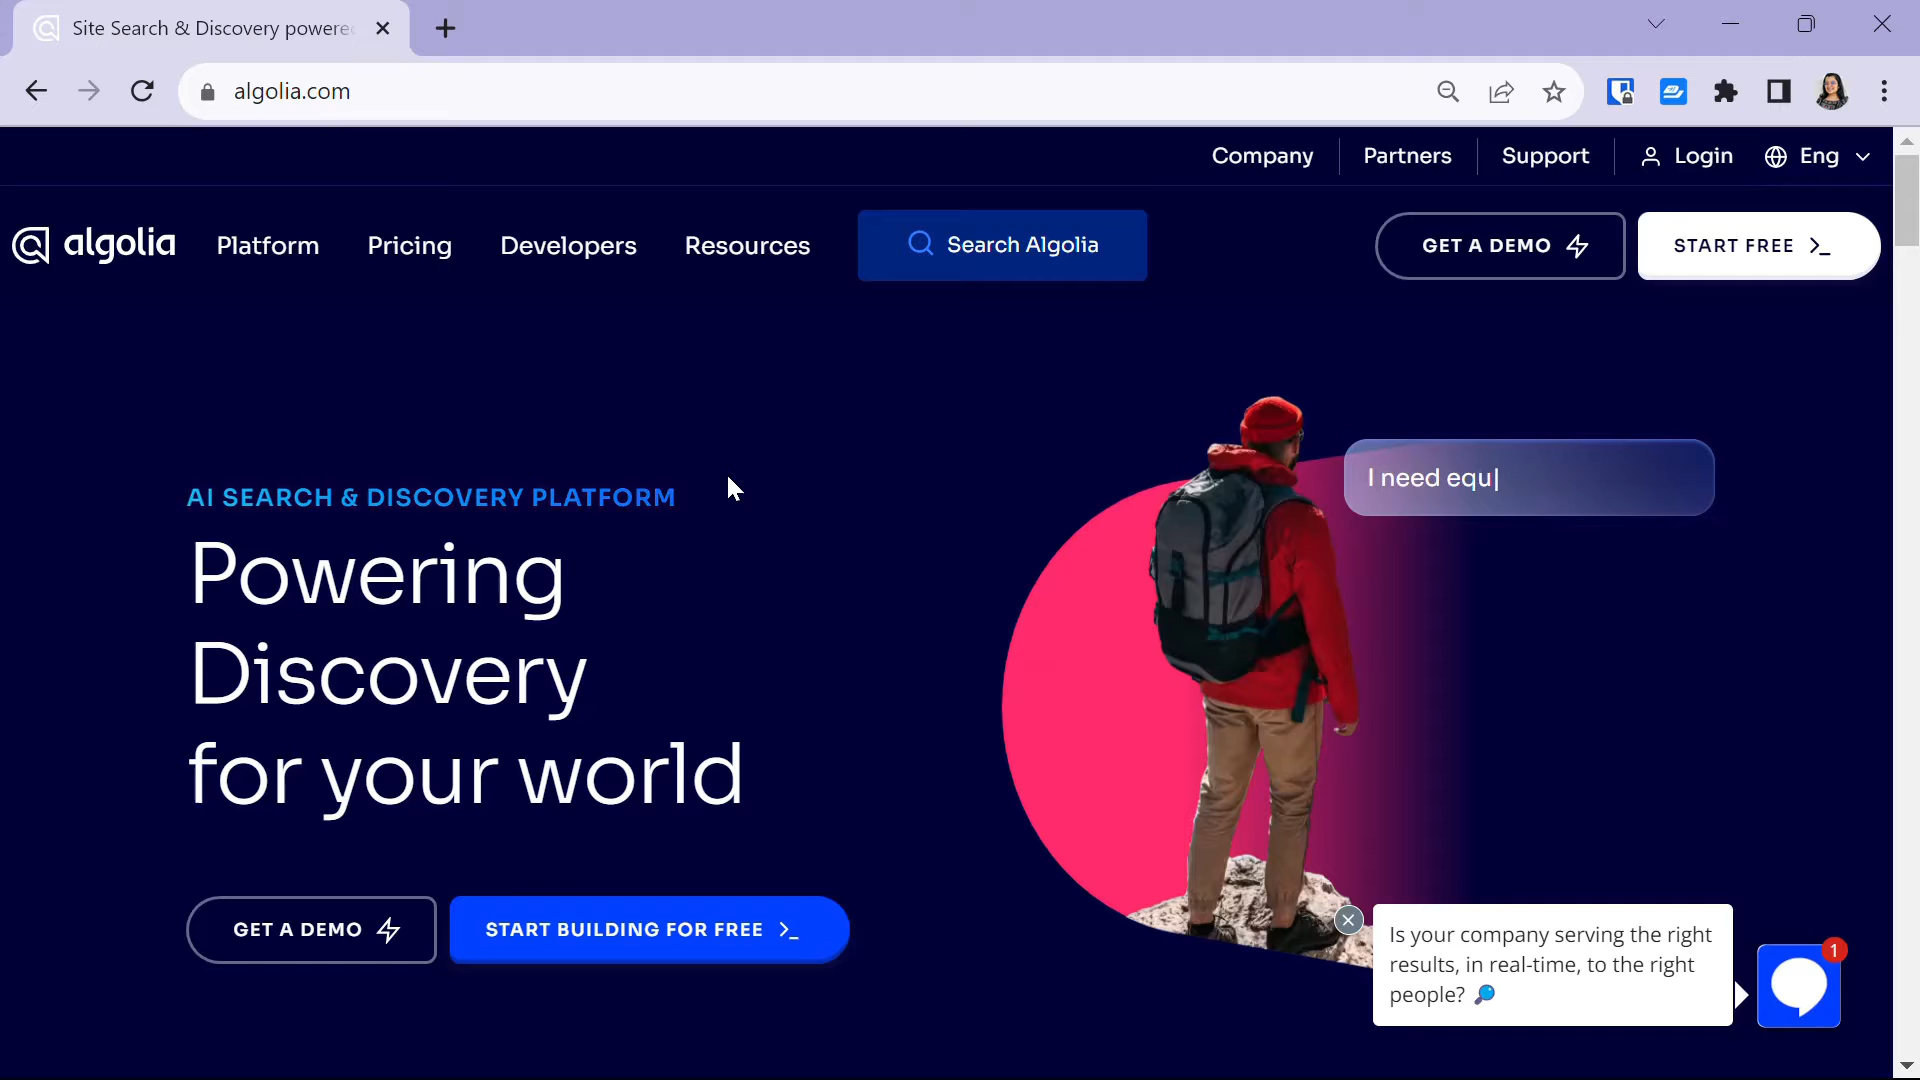 Site Search & Discovery powere
algolia.com
Company
Partners
Support
Login
Eng
algolia
Platform
Pricing
Developers
Resources
Search Algolia
GET A DEMO
START FREE
I need equ
AI SEARCH & DISCOVERY PLATFORM
Powering
Discovery
for your world
GET A DEMO
START BUILDING FOR FREE
Is your company serving the right
results, in real-time, to the right
people?
1